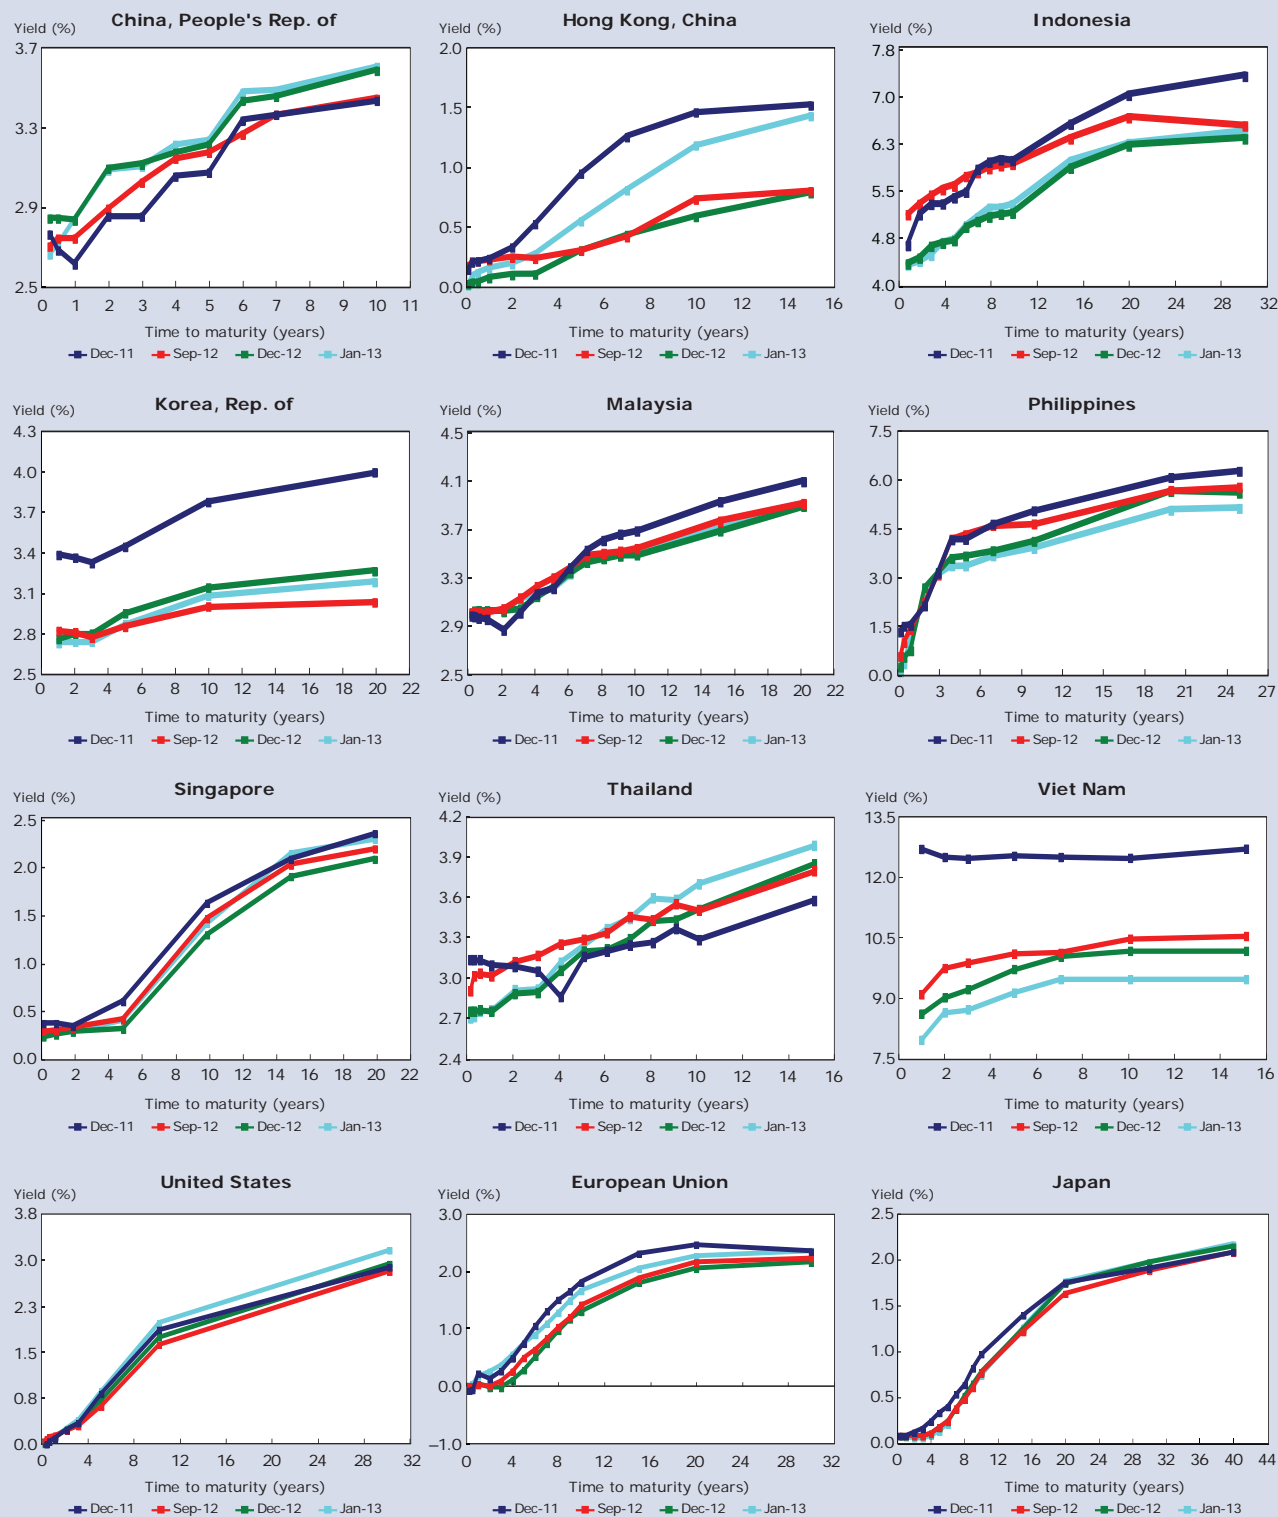 China, People's Rep. of
Yield (%)
3.7
3.3
2.9
2.5
0 1 2 3 4 5 6 7 8 9 10 11
Time to maturity (years)
Dec-11 Sep-12 Dec-12 Jan-13
Hong Kong, China
Yield (%)
2.0
1.5
1.0
0.5
0.0
0 2 4 6 8 10 12 14 16
Time to maturity (years)
Dec-11 Sep-12 Dec-12 Jan-13
Indonesia
Yield (%)
7.8
7.0
6.3
5.5
4.8
4.0
0 4 8 12 16 20 24 28 32
Time to maturity (years)
Dec-11 Sep-12 Dec-12 Jan-13
Korea, Rep. of
Yield (%)
4.3
4.0
3.7
3.4
3.1
2.8
2.5
0 2 4 6 8 10 12 14 16 18 20 22
Time to maturity (years)
Dec-11 Sep-12 Dec-12 Jan-13
Malaysia
Yield (%)
4.5
4.1
3.7
3.3
2.9
2.5
0 2 4 6 8 10 12 14 16 18 20 22
Time to maturity (years)
Dec-11 Sep-12 Dec-12 Jan-13
Philippines
Yield (%)
7.5
6.0
4.5
3.0
1.5
0.0
0 3 6 9 12 15 18 21 24 27
Time to maturity (years)
Dec-11 Sep-12 Dec-12 Jan-13
Singapore
Yield (%)
2.5
2.0
1.5
1.0
0.5
0.0
0 2 4 6 8 10 12 14 16 18 20 22
Time to maturity (years)
Dec-11 Sep-12 Dec-12 Jan-13
Thailand
Yield (%)
4.2
3.9
3.6
3.3
3.0
2.7
2.4
0 2 4 6 8 10 12 14 16
Time to maturity (years)
Dec-11 Sep-12 Dec-12 Jan-13
Viet Nam
Yield (%)
13.5
12.0
10.5
9.0
7.5
0 2 4 6 8 10 12 14 16
Time to maturity (years)
Dec-11 Sep-12 Dec-12 Jan-13
United States
Yield (%)
3.8
3.0
2.3
1.5
0.8
0.0
0 4 8 12 16 20 24 28 32
Time to maturity (years)
Dec-11 Sep-12 Dec-12 Jan-13
European Union
Yield (%)
3.0
2.0
1.0
0.0
–1.0
0 4 8 12 16 20 24 28 32
Time to maturity (years)
Dec-11 Sep-12 Dec-12 Jan-13
Japan
Yield (%)
2.5
2.0
1.5
1.0
0.5
0.0
0 4 8 12 16 20 24 28 32 36 40 44
Time to maturity (years)
Dec-11 Sep-12 Dec-12 Jan-13